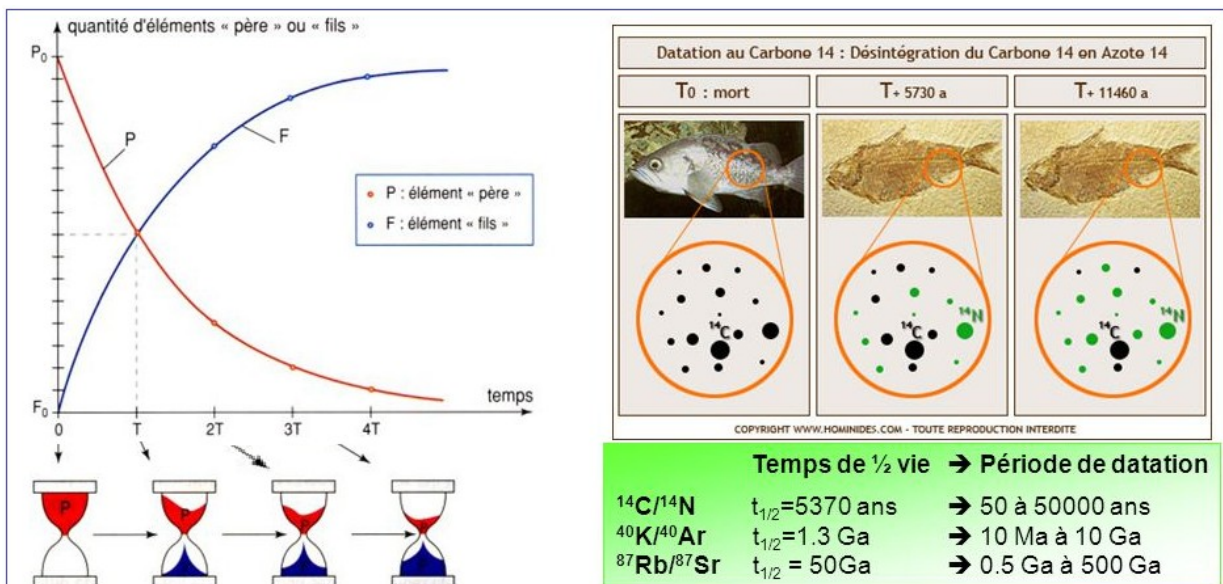 quantité d'éléments « père » ou « fils »
P₀
P
F
P : élément « père »
F : élément « fils »
F₀
temps
0 T 2T 3T 4T
P P P P
F F F
Datation au Carbone 14 : Désintégration du Carbone 14 en Azote 14
T0 : mort
T+ 5730 a
T+ 11460 a
¹⁴C
¹⁴C ¹⁴N
¹⁴C ¹⁴N
COPYRIGHT WWW.HOMINIDES.COM - TOUTE REPRODUCTION INTERDITE
Temps de ½ vie ➔ Période de datation
¹⁴C/¹⁴N t₁/₂=5370 ans ➔ 50 à 50000 ans
⁴⁰K/⁴⁰Ar t₁/₂=1.3 Ga ➔ 10 Ma à 10 Ga
⁸⁷Rb/⁸⁷Sr t₁/₂ = 50Ga ➔ 0.5 Ga à 500 Ga